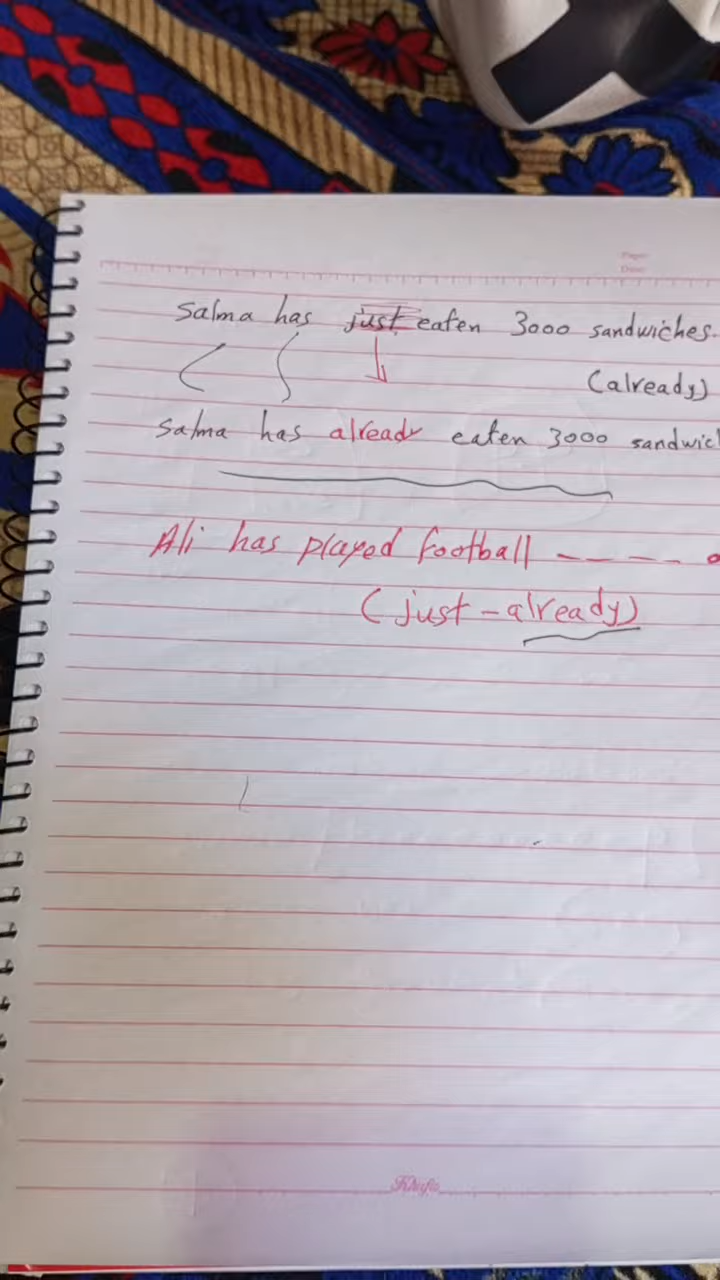 Salma has just eaten 3000 sandwiches.
(already)
Salma has already eaten 3000 sandwic
Ali has played football ----.
(just - already)